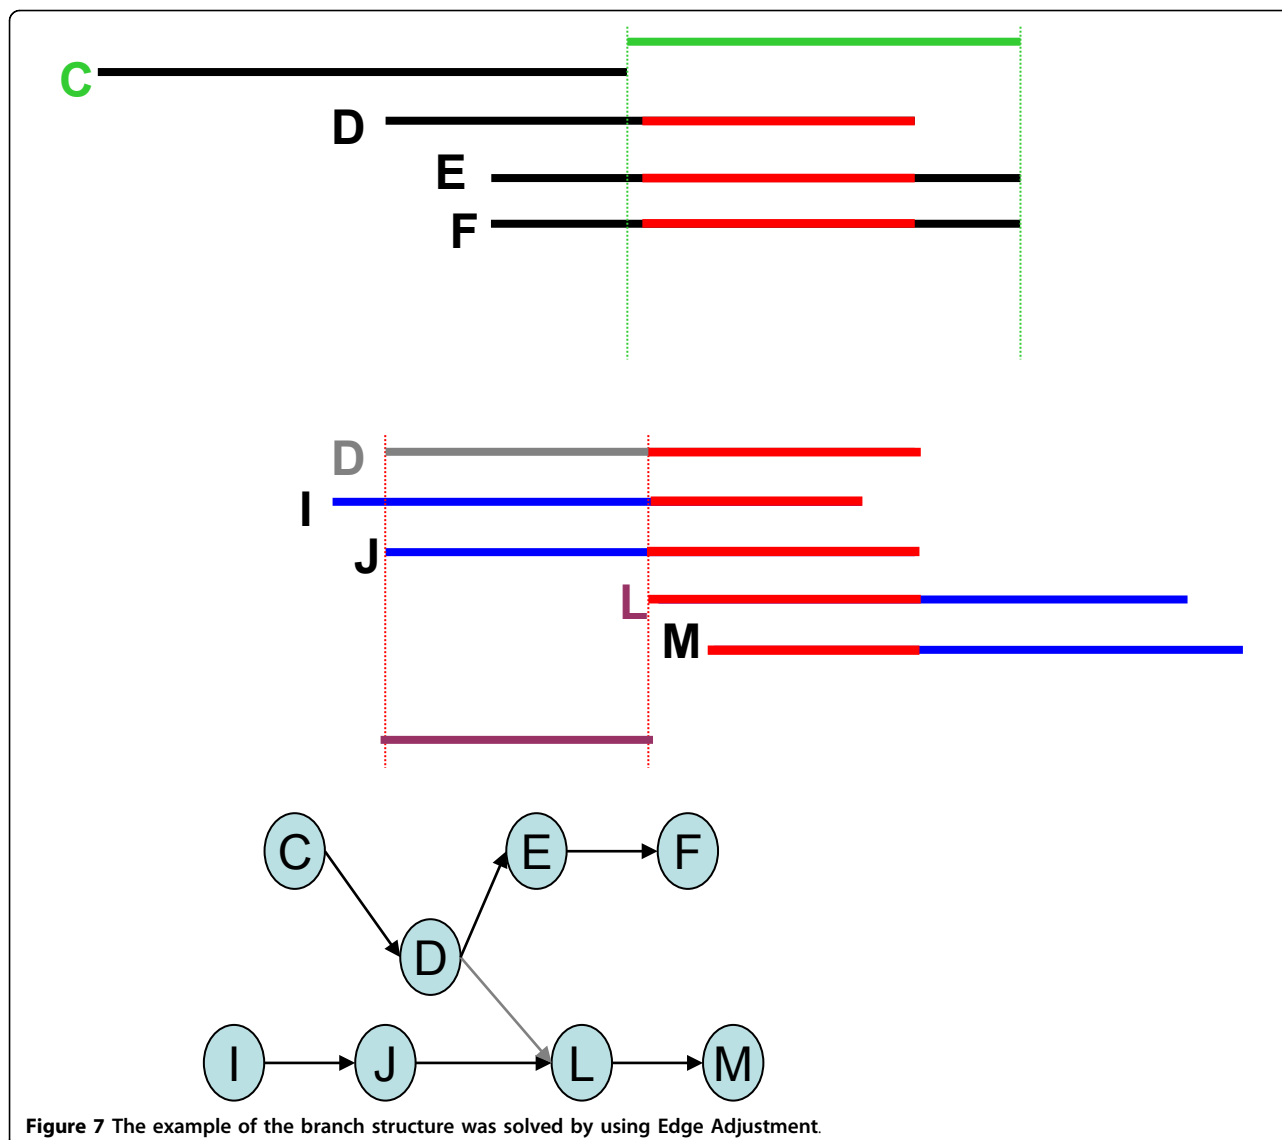 C
D
E
F
D
I
J
L
M
C
E
F
D
I
J
L
M
Figure 7 The example of the branch structure was solved by using Edge Adjustment.